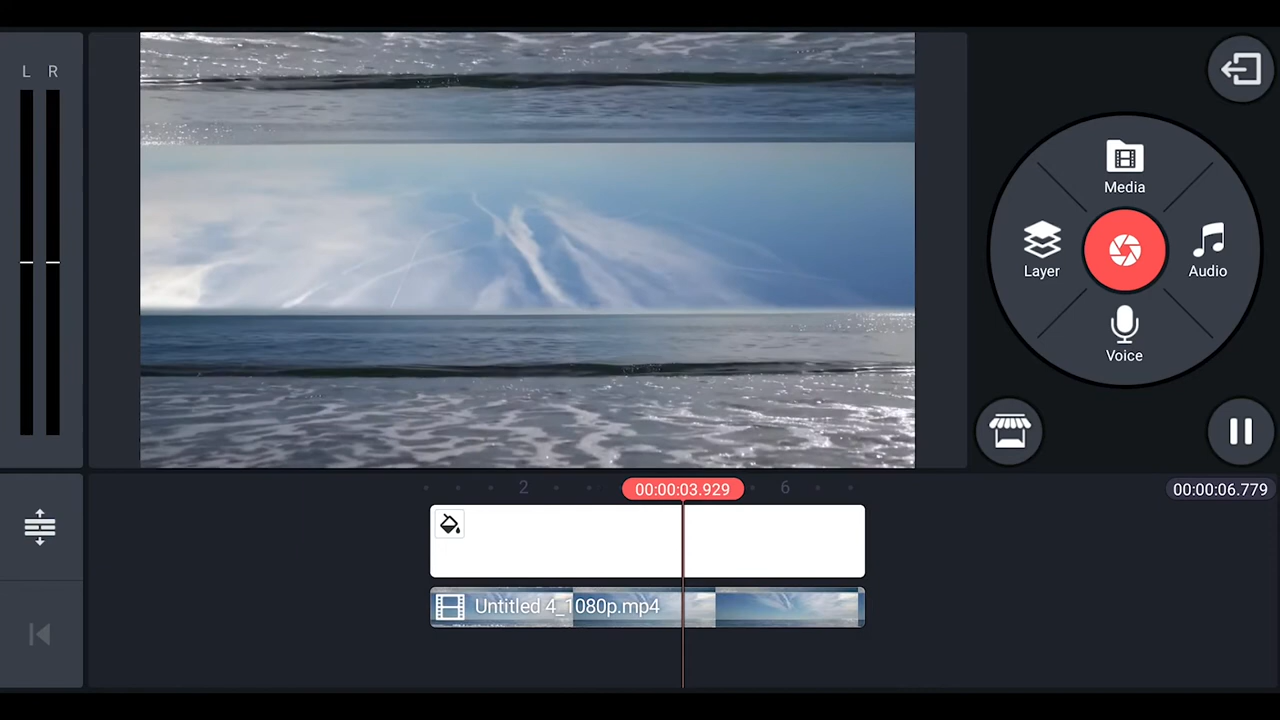 L R
Media
Layer
Audio
Voice
2
00:00:03.929
6
00:00:06.779
Untitled 4_1080p.mp4